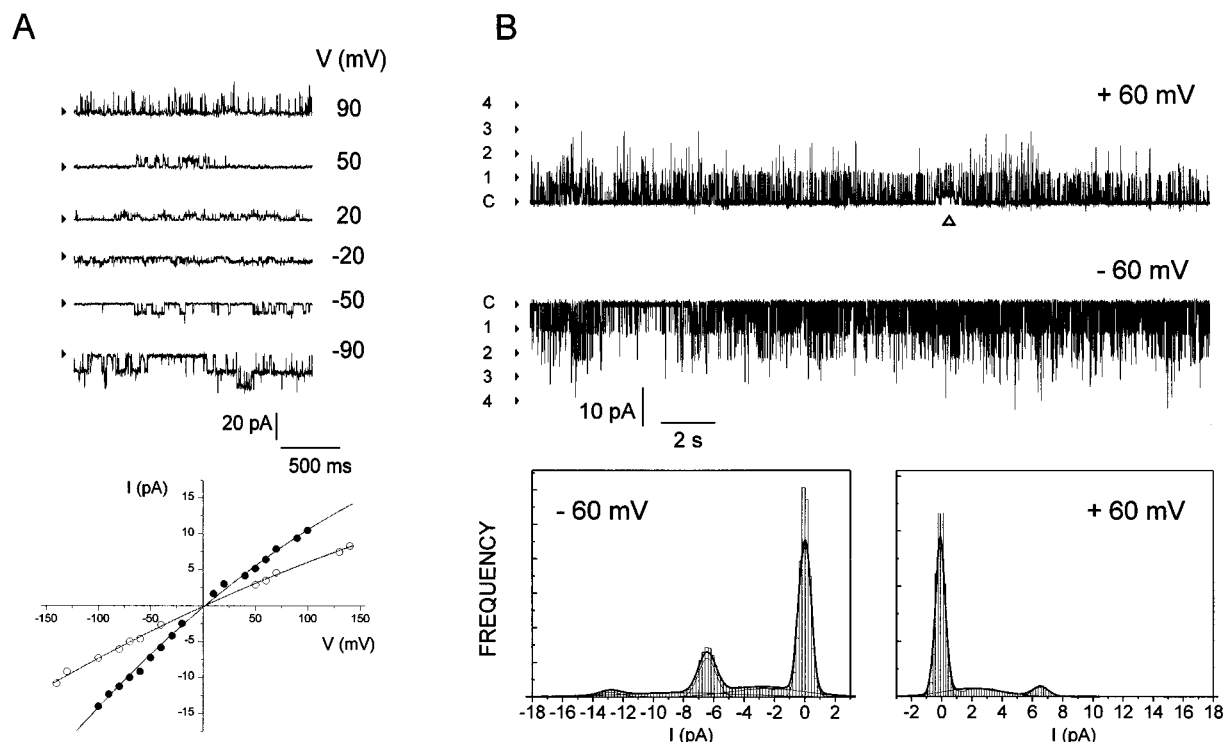 A
V (mV)
90
50
20
-20
-50
-90
20 pA
500 ms
I (pA)
15
10
5
-150 -100 -50 0 50 100 150
-5
V (mV)
-10
-15
B
+ 60 mV
4
3
2
1
C
△
- 60 mV
C
1
2
3
4
10 pA
2 s
FREQUENCY
- 60 mV
-18 -16 -14 -12 -10 -8 -6 -4 -2 0 2
I (pA)
+ 60 mV
-2 0 2 4 6 8 10 12 14 16 18
I (pA)